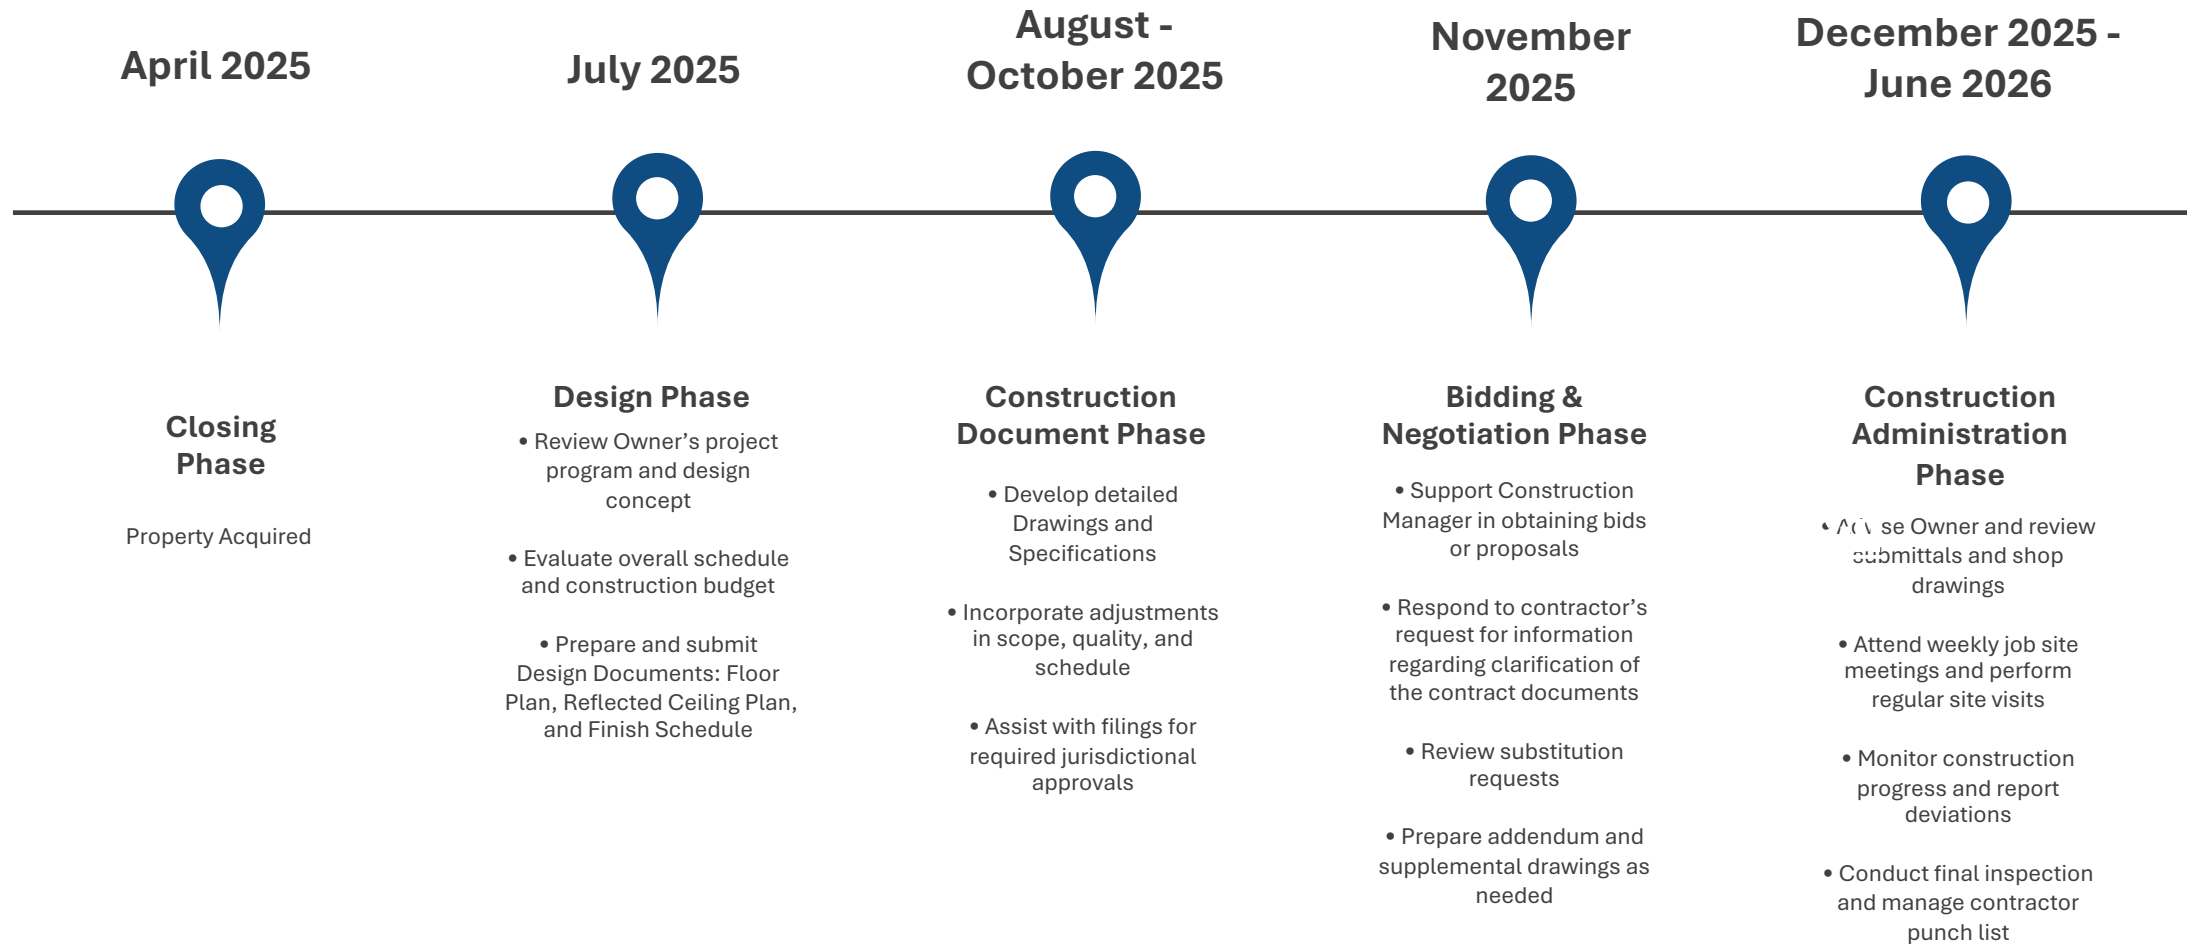 April 2025
July 2025
August -
October 2025
November
2025
December 2025 -
June 2026
Closing
Phase
Property Acquired
Design Phase
• Review Owner’s project
program and design
concept
• Evaluate overall schedule
and construction budget
• Prepare and submit
Design Documents: Floor
Plan, Reflected Ceiling Plan,
and Finish Schedule
Construction
Document Phase
• Develop detailed
Drawings and
Specifications
• Incorporate adjustments
in scope, quality, and
schedule
• Assist with filings for
required jurisdictional
approvals
Bidding &
Negotiation Phase
• Support Construction
Manager in obtaining bids
or proposals
• Respond to contractor’s
request for information
regarding clarification of
the contract documents
• Review substitution
requests
• Prepare addendum and
supplemental drawings as
needed
Construction
Administration
Phase
• Advise Owner and review
submittals and shop
drawings
• Attend weekly job site
meetings and perform
regular site visits
• Monitor construction
progress and report
deviations
• Conduct final inspection
and manage contractor
punch list